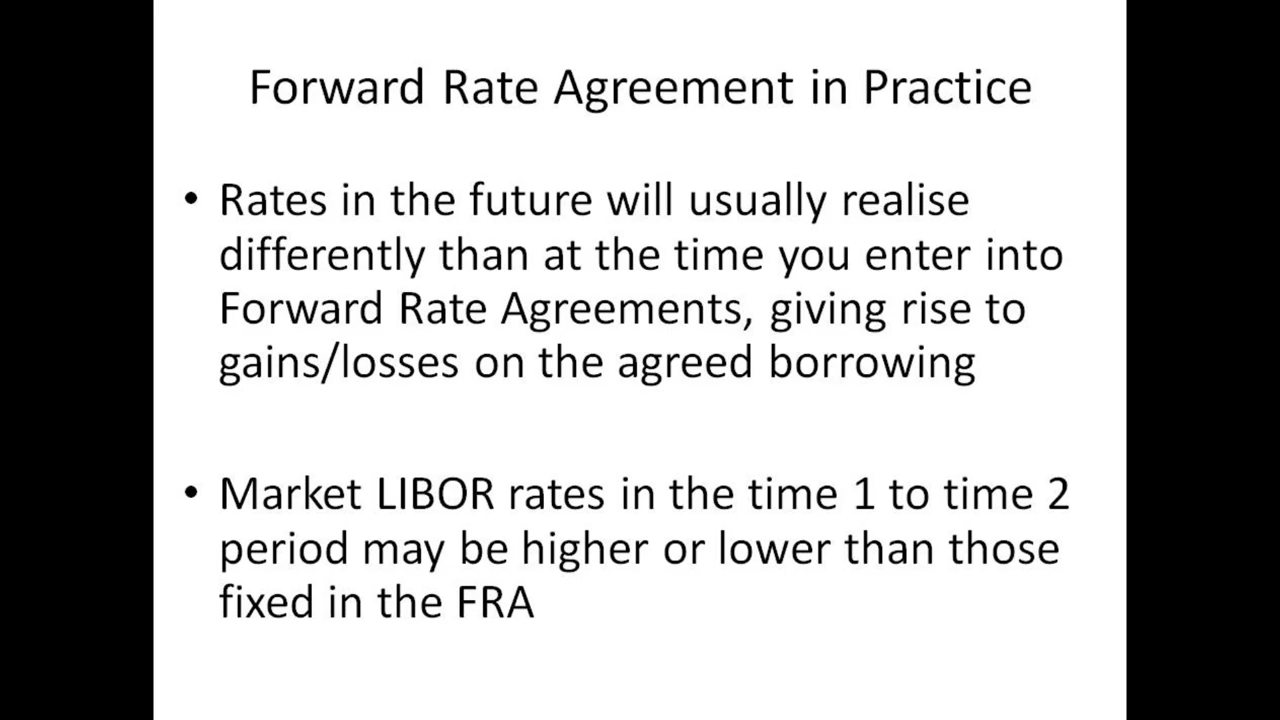 Forward Rate Agreement in Practice
• Rates in the future will usually realise
differently than at the time you enter into
Forward Rate Agreements, giving rise to
gains/losses on the agreed borrowing
• Market LIBOR rates in the time 1 to time 2
period may be higher or lower than those
fixed in the FRA